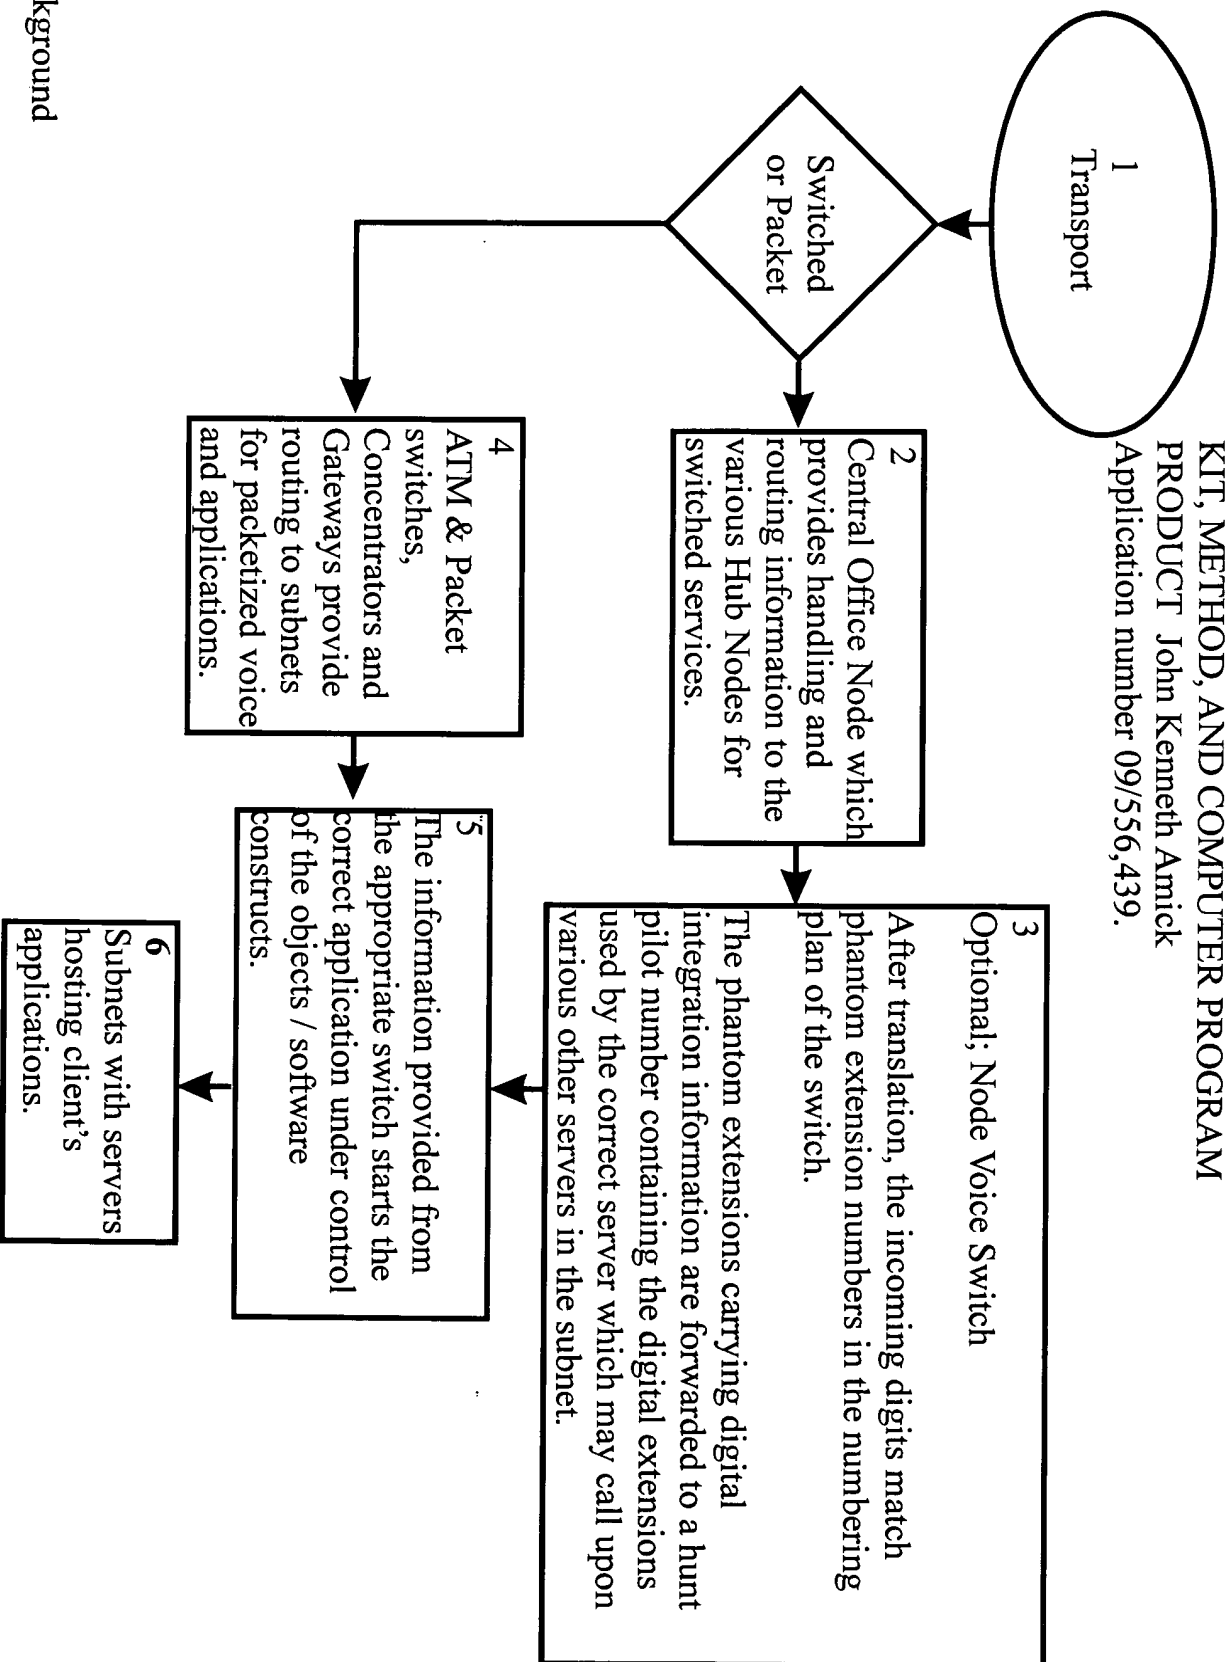 KIT, METHOD, AND COMPUTER PROGRAM
PRODUCT John Kenneth Amick
Application number 09/556,439.
1
Transport
Switched
or Packet
2
Central Office Node which
provides handling and
routing information to the
various Hub Nodes for
switched services.
3
Optional; Node Voice Switch
After translation, the incoming digits match
phantom extension numbers in the numbering
plan of the switch.
The phantom extensions carrying digital
integration information are forwarded to a hunt
pilot number containing the digital extensions
used by the correct server which may call upon
various other servers in the subnet.
4
ATM & Packet
switches,
Concentrators and
Gateways provide
routing to subnets
for packetized voice
and applications.
5
The information provided from
the appropriate switch starts the
correct application under control
of the objects / software
constructs.
6
Subnets with servers
hosting client's
applications.
kground